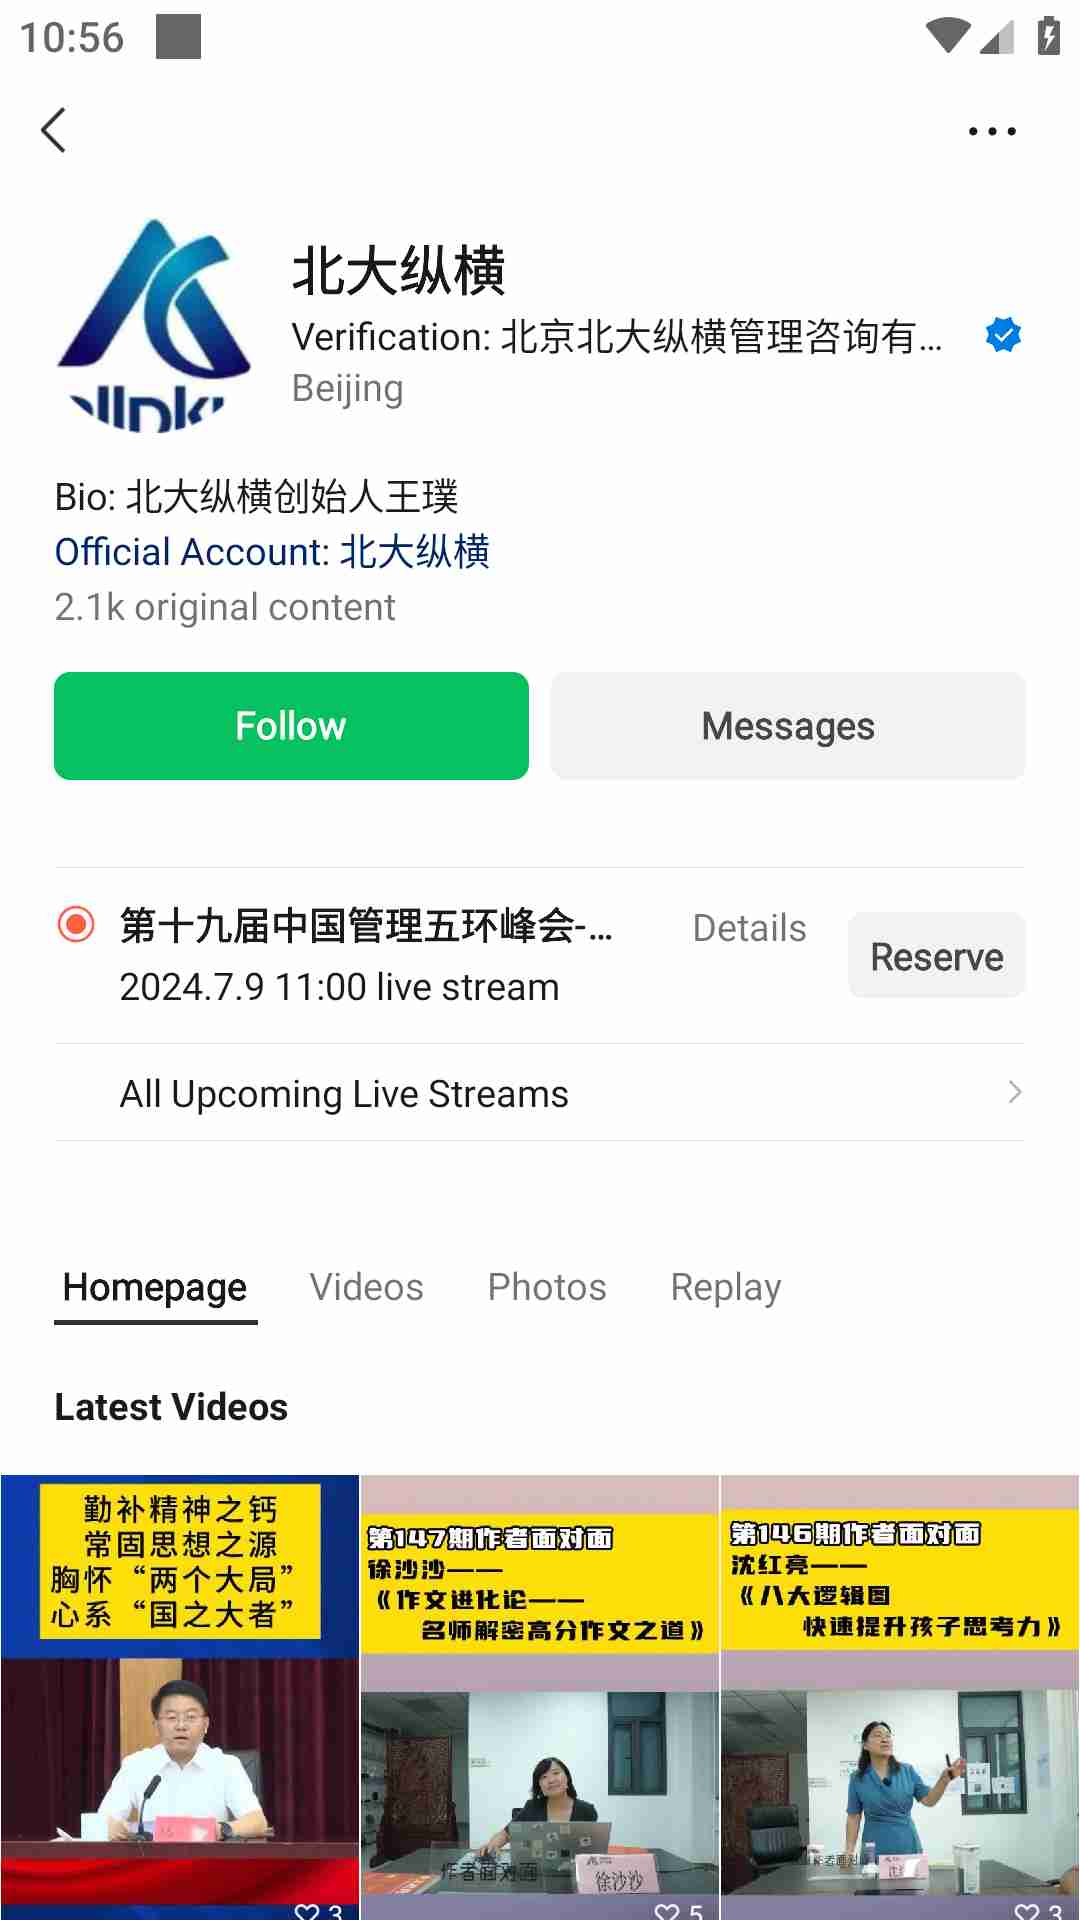 10:56
北大纵横
Verification: 北京北大纵横管理咨询有...
Beijing
Bio: 北大纵横创始人王璞
Official Account: 北大纵横
2.1k original content
Follow
Messages
第十九届中国管理五环峰会-...
Details
Reserve
2024.7.9 11:00 live stream
All Upcoming Live Streams
Homepage
Videos
Photos
Replay
Latest Videos
勤补精神之钙
常固思想之源
胸怀“两个大局”
心系“国之大者”
3
第147期作者面对面
徐沙沙——
《作文进化论——
名师解密高分作文之道》
作者面对面
徐沙沙
5
第146期作者面对面
沈红亮——
《八大逻辑图
快速提升孩子思考力》
作者面对
3